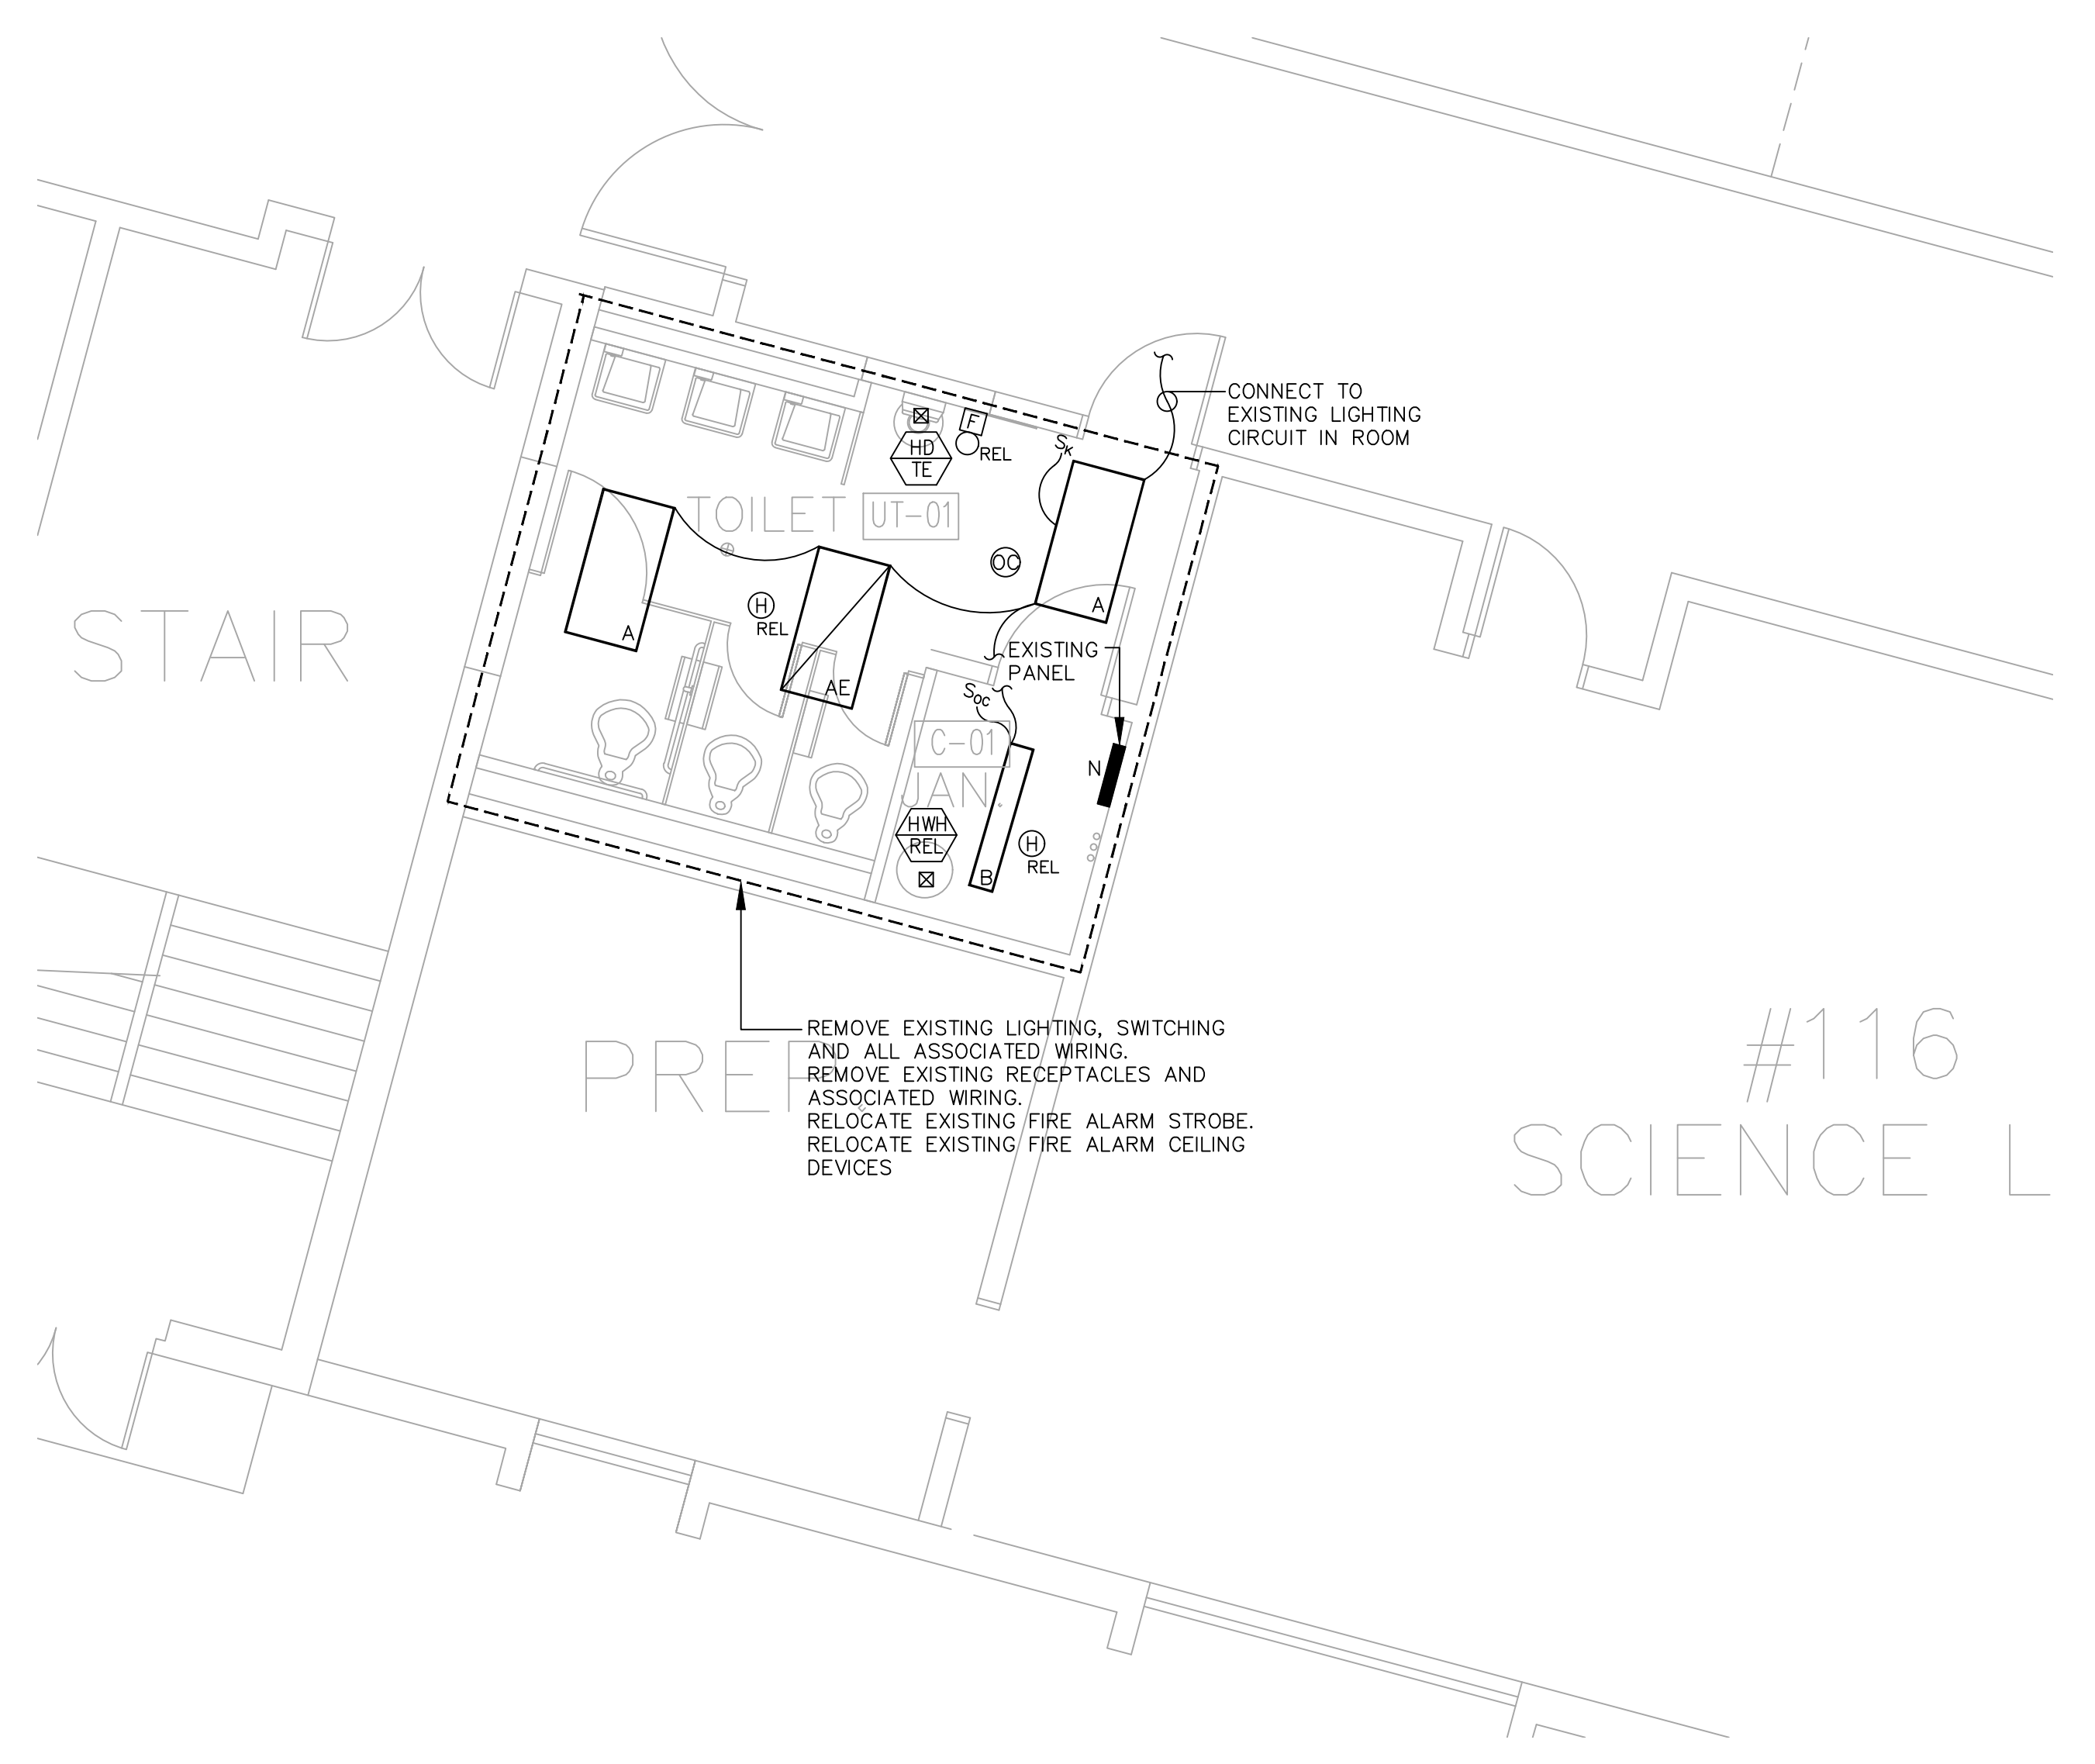 CONNECT TO
EXISTING LIGHTING
CIRCUIT IN ROOM
F
REL
HD
TE
SK
TOILET
UT-01
OC
A
A
H
REL
STAIR
EXISTING
PANEL
AE
SOC
C-01
JAN.
N
HWH
REL
H
REL
B
REMOVE EXISTING LIGHTING, SWITCHING
AND ALL ASSOCIATED WIRING.
REMOVE EXISTING RECEPTACLES AND
ASSOCIATED WIRING.
RELOCATE EXISTING FIRE ALARM STROBE.
RELOCATE EXISTING FIRE ALARM CEILING
DEVICES
PREP.
#116
SCIENCE L